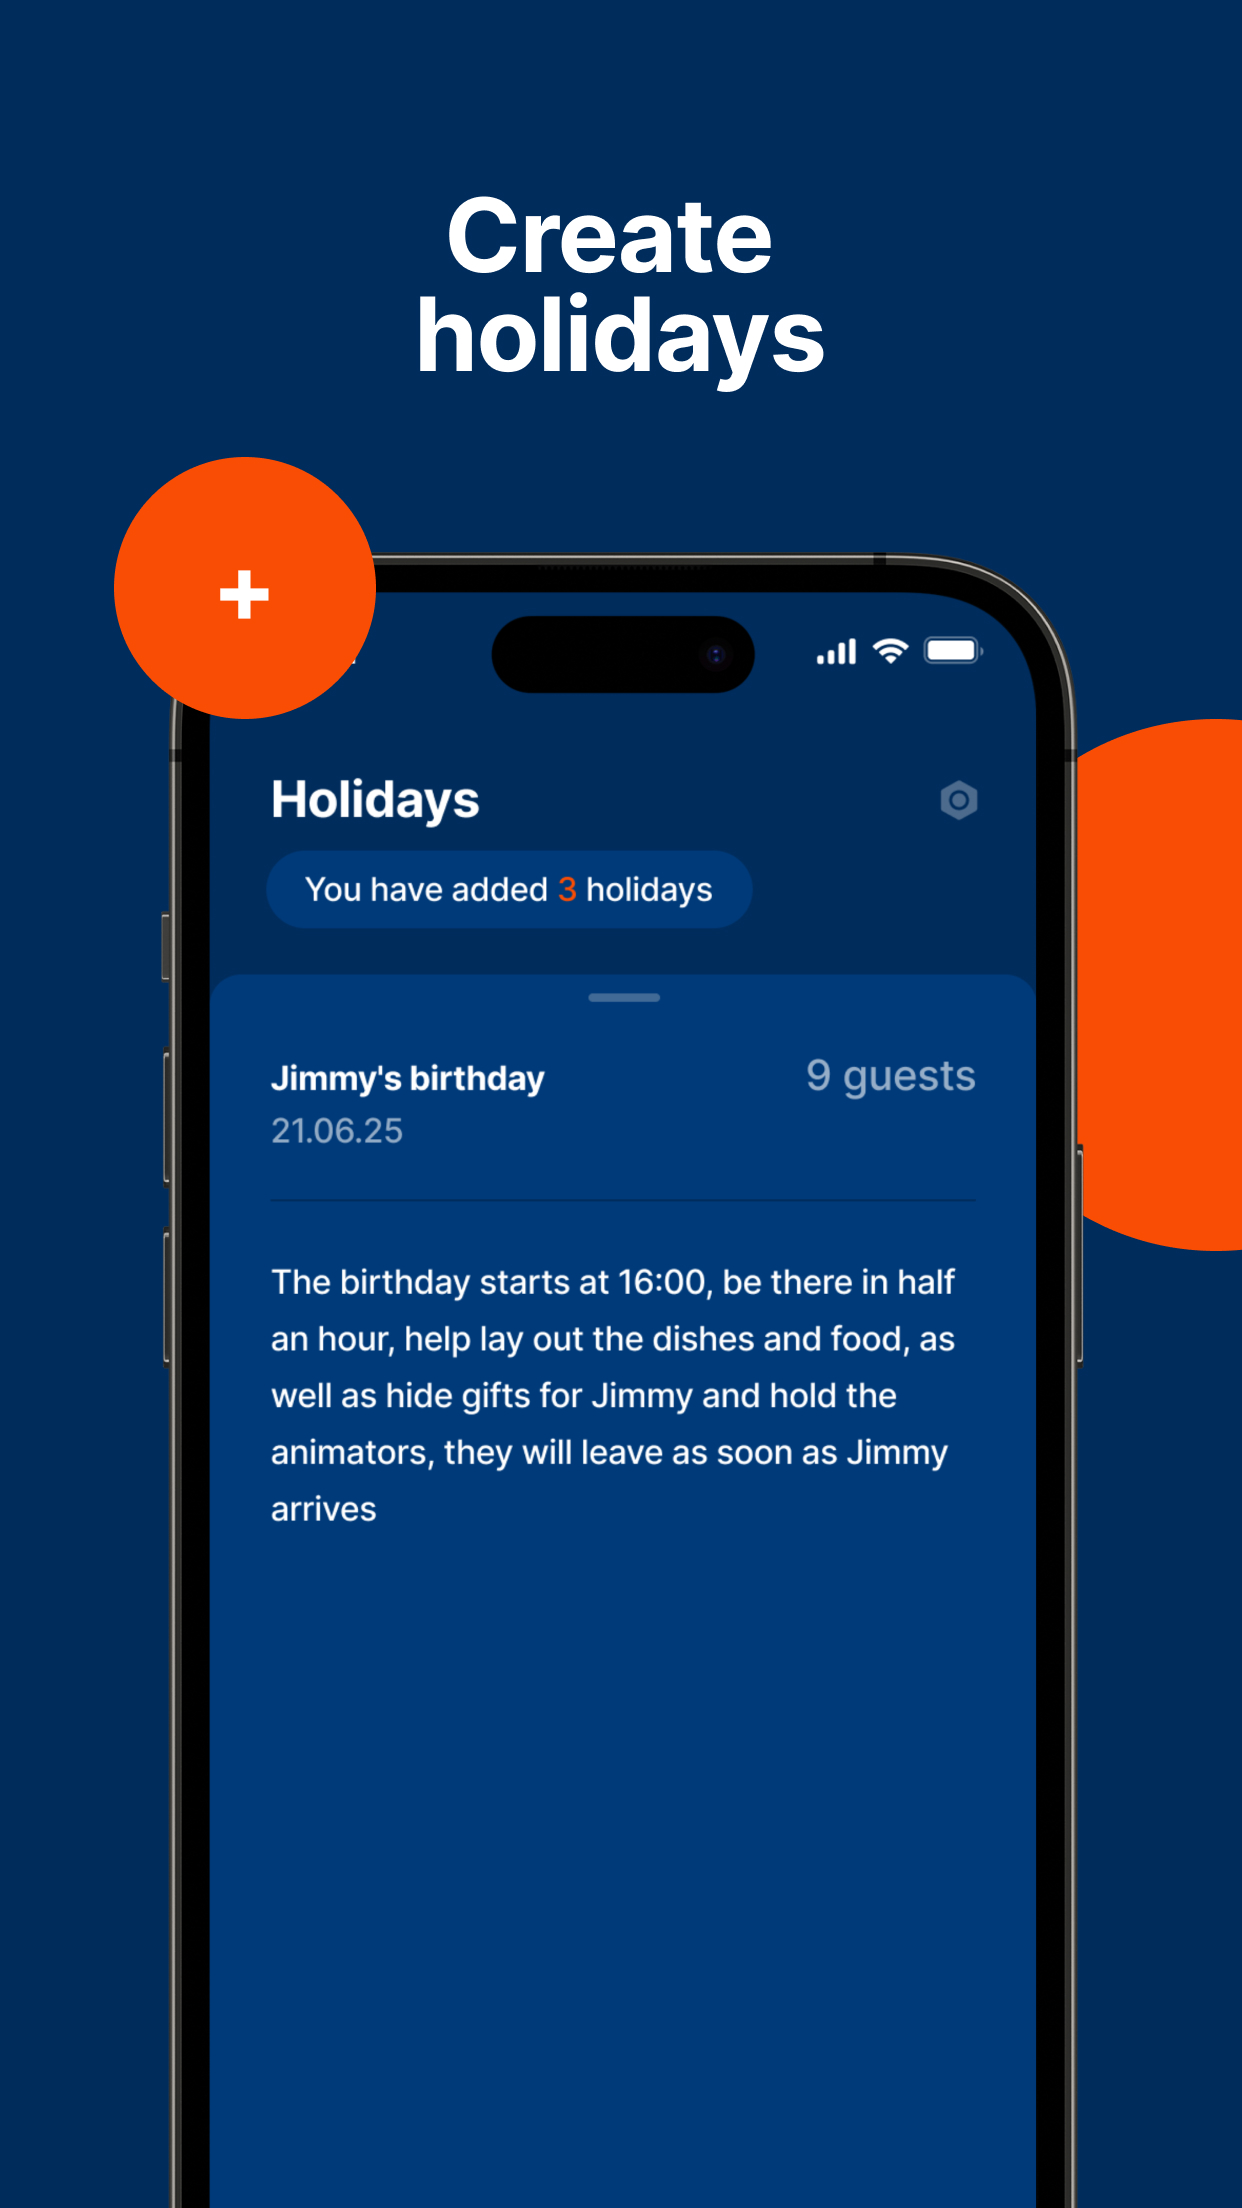 Create
holidays
+
Holidays
You have added 3 holidays
Jimmy's birthday
9 guests
21.06.25
The birthday starts at 16:00, be there in half
an hour, help lay out the dishes and food, as
well as hide gifts for Jimmy and hold the
animators, they will leave as soon as Jimmy
arrives